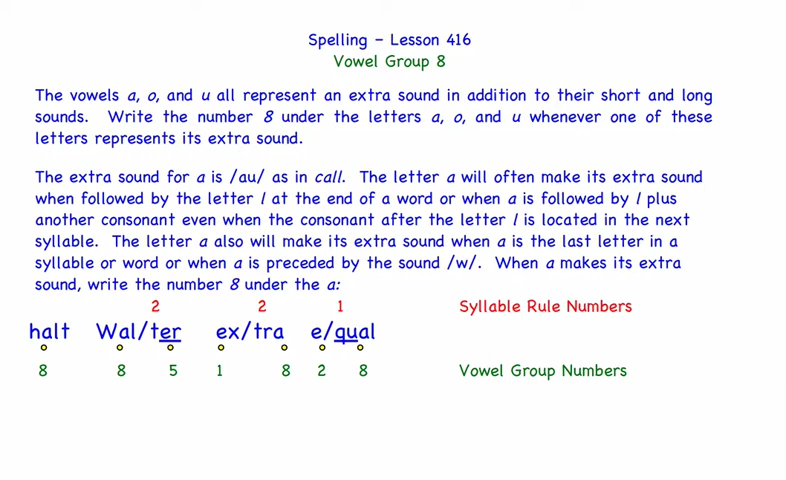 Spelling – Lesson 416
Vowel Group 8
The vowels a, o, and u all represent an extra sound in addition to their short and long
sounds. Write the number 8 under the letters a, o, and u whenever one of these
letters represents its extra sound.
The extra sound for a is /au/ as in call. The letter a will often make its extra sound
when followed by the letter l at the end of a word or when a is followed by l plus
another consonant even when the consonant after the letter l is located in the next
syllable. The letter a also will make its extra sound when a is the last letter in a
syllable or word or when a is preceded by the sound /w/. When a makes its extra
sound, write the number 8 under the a:
2 2 1 Syllable Rule Numbers
halt Wal/ter ex/tra e/qual
8 8 5 1 8 2 8 Vowel Group Numbers